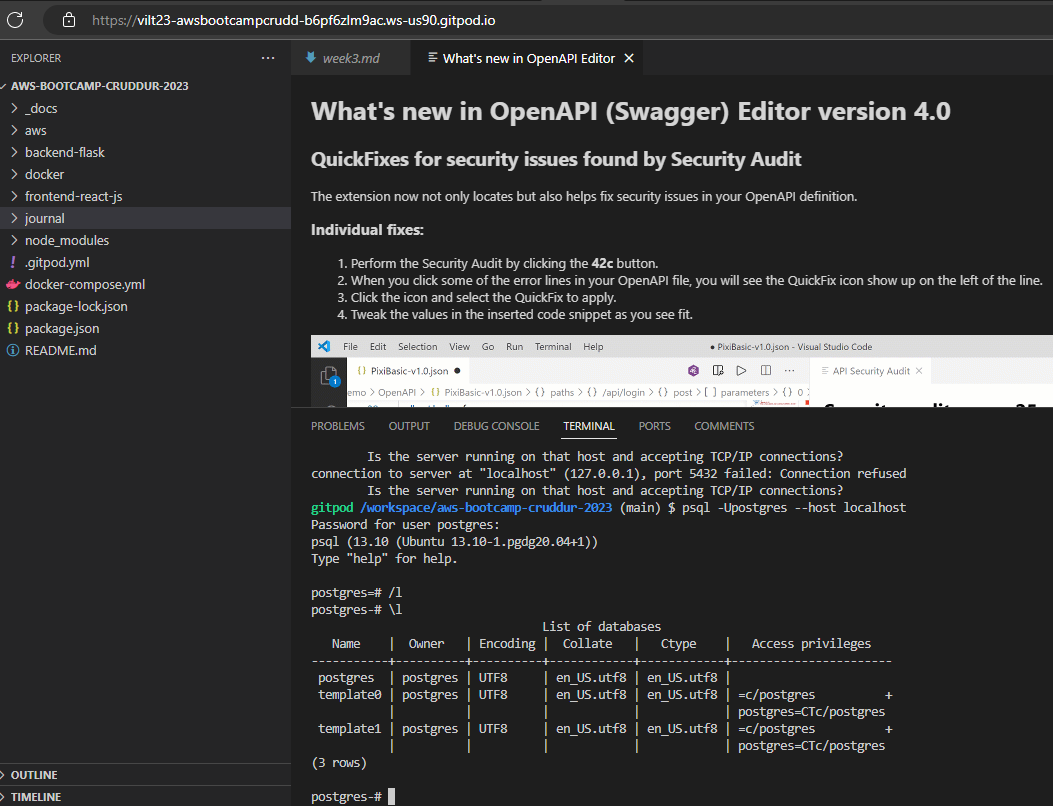 https://vilt23-awsbootcampcrudd-b6pf6zlm9ac.ws-us90.gitpod.io
EXPLORER
···
AWS-BOOTCAMP-CRUDDUR-2023
_docs
aws
backend-flask
docker
frontend-react-js
journal
node_modules
.gitpod.yml
docker-compose.yml
package-lock.json
package.json
README.md
OUTLINE
TIMELINE
week3.md
What's new in OpenAPI Editor
What's new in OpenAPI (Swagger) Editor version 4.0
QuickFixes for security issues found by Security Audit
The extension now not only locates but also helps fix security issues in your OpenAPI definition.
Individual fixes:
1. Perform the Security Audit by clicking the 42c button.
2. When you click some of the error lines in your OpenAPI file, you will see the QuickFix icon show up on the left of the line.
3. Click the icon and select the QuickFix to apply.
4. Tweak the values in the inserted code snippet as you see fit.
File Edit Selection View Go Run Terminal Help ● PixiBasic-v1.0.json - Visual Studio Code
{} PixiBasic-v1.0.json ●
API Security Audit
1
emo > OpenAPI > {} PixiBasic-v1.0.json > {} paths > {} /api/login > {} post > [ ] parameters > {} 0 >
PROBLEMS OUTPUT DEBUG CONSOLE TERMINAL PORTS COMMENTS
Is the server running on that host and accepting TCP/IP connections?
connection to server at "localhost" (127.0.0.1), port 5432 failed: Connection refused
Is the server running on that host and accepting TCP/IP connections?
gitpod /workspace/aws-bootcamp-cruddur-2023 (main) $ psql -Upostgres --host localhost
Password for user postgres:
psql (13.10 (Ubuntu 13.10-1.pgdg20.04+1))
Type "help" for help.
postgres=# /l
postgres-# \l
List of databases
Name | Owner | Encoding | Collate | Ctype | Access privileges
-----------+----------+----------+------------+------------+-----------------------
postgres | postgres | UTF8 | en_US.utf8 | en_US.utf8 |
template0 | postgres | UTF8 | en_US.utf8 | en_US.utf8 | =c/postgres +
| | | | | postgres=CTc/postgres
template1 | postgres | UTF8 | en_US.utf8 | en_US.utf8 | =c/postgres +
| | | | | postgres=CTc/postgres
(3 rows)
postgres-#